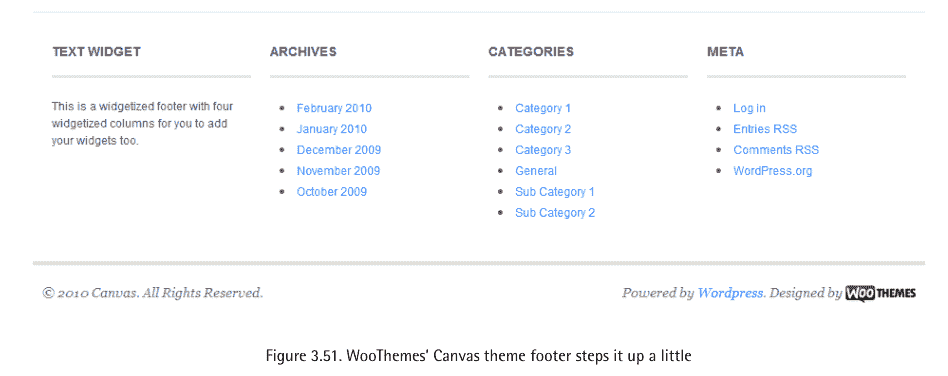 TEXT WIDGET
This is a widgetized footer with four
widgetized columns for you to add
your widgets too.
ARCHIVES
February 2010
January 2010
December 2009
November 2009
October 2009
CATEGORIES
Category 1
Category 2
Category 3
General
Sub Category 1
Sub Category 2
META
Log in
Entries RSS
Comments RSS
WordPress.org
© 2010 Canvas. All Rights Reserved.
Powered by Wordpress. Designed by WOOTHEMES
Figure 3.51. WooThemes' Canvas theme footer steps it up a little